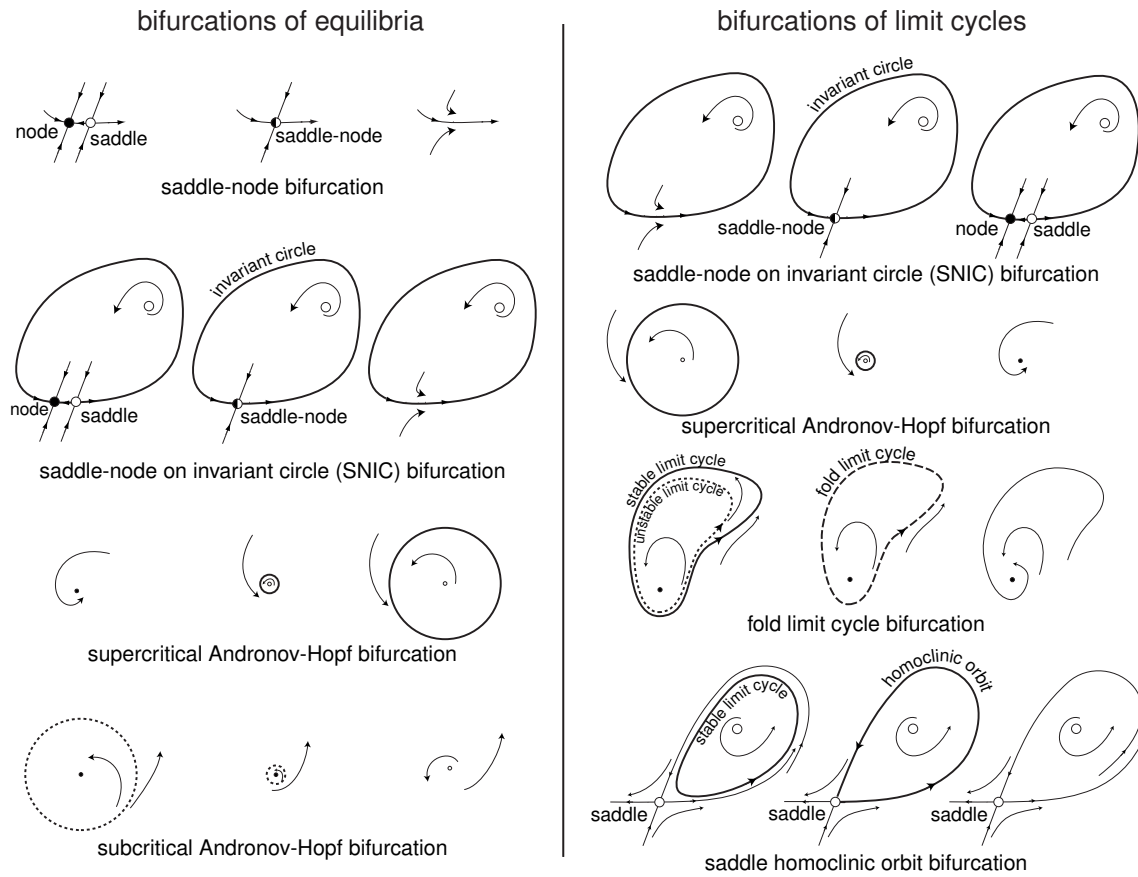 bifurcations of equilibria
node
saddle
saddle-node
saddle-node bifurcation
invariant circle
node
saddle
saddle-node
saddle-node on invariant circle (SNIC) bifurcation
supercritical Andronov-Hopf bifurcation
subcritical Andronov-Hopf bifurcation
bifurcations of limit cycles
invariant circle
saddle-node
node
saddle
saddle-node on invariant circle (SNIC) bifurcation
supercritical Andronov-Hopf bifurcation
stable limit cycle
unstable limit cycle
fold limit cycle
fold limit cycle bifurcation
stable limit cycle
homoclinic orbit
saddle
saddle
saddle
saddle homoclinic orbit bifurcation